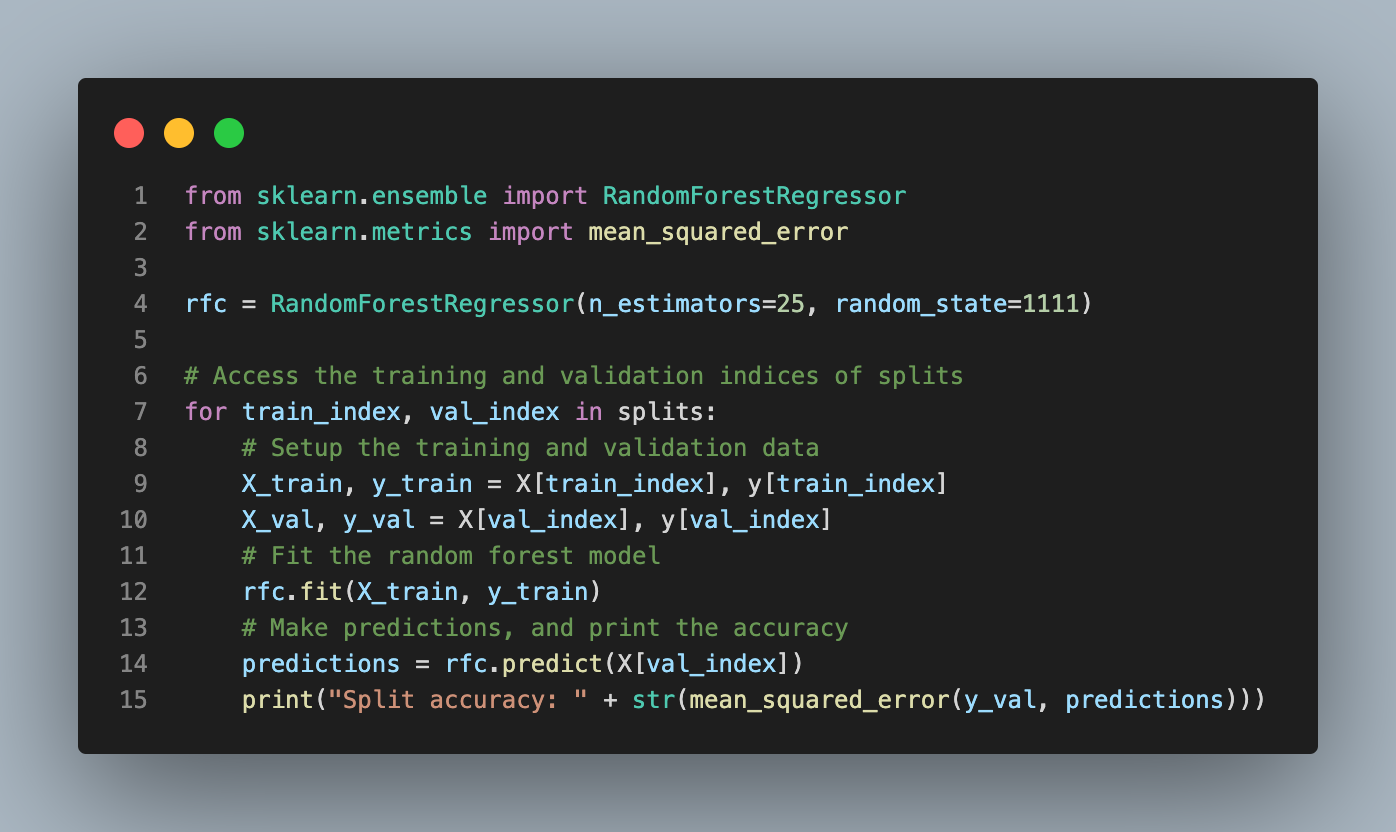 1 from sklearn.ensemble import RandomForestRegressor
2 from sklearn.metrics import mean_squared_error
3
4 rfc = RandomForestRegressor(n_estimators=25, random_state=1111)
5
6 # Access the training and validation indices of splits
7 for train_index, val_index in splits:
8     # Setup the training and validation data
9     X_train, y_train = X[train_index], y[train_index]
10     X_val, y_val = X[val_index], y[val_index]
11     # Fit the random forest model
12     rfc.fit(X_train, y_train)
13     # Make predictions, and print the accuracy
14     predictions = rfc.predict(X[val_index])
15     print("Split accuracy: " + str(mean_squared_error(y_val, predictions)))